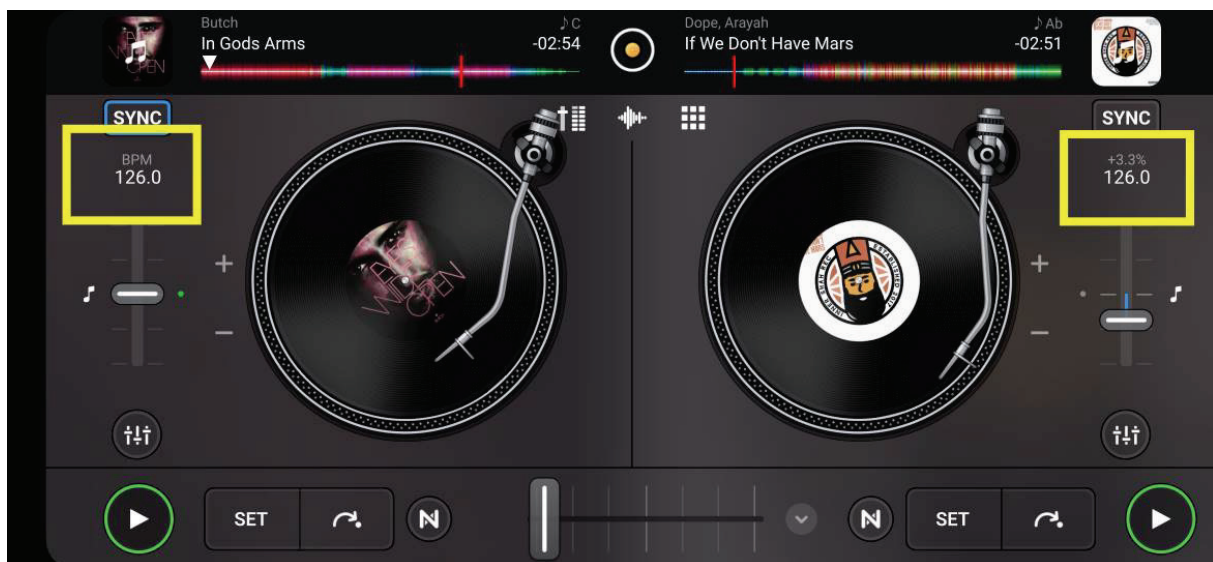 Butch
In Gods Arms
C
-02:54
Dope, Arayah
If We Don't Have Mars
Ab
-02:51
SYNC
SYNC
BPM
126.0
+3.3%
126.0
+
−
+
−
SET
SET